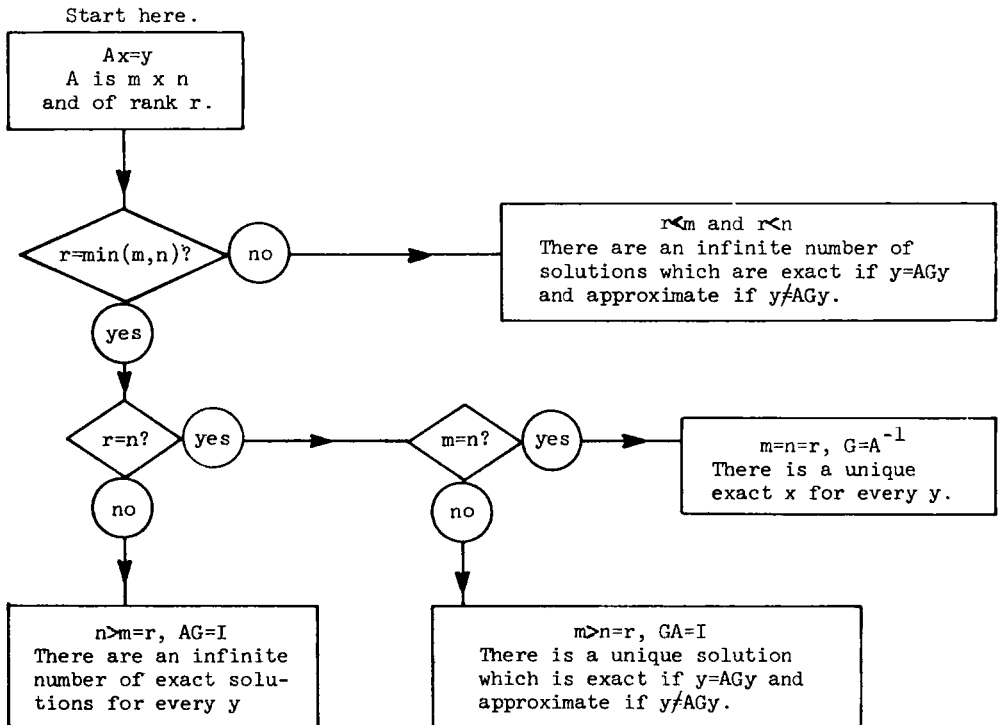 Start here.
Ax=y
A is m x n
and of rank r.
r=min(m,n)?
no
r<m and r<n
There are an infinite number of
solutions which are exact if y=AGy
and approximate if y≠AGy.
yes
r=n?
yes
m=n?
yes
m=n=r, G=A⁻¹
There is a unique
exact x for every y.
no
no
n>m=r, AG=I
There are an infinite
number of exact solu-
tions for every y
m>n=r, GA=I
There is a unique solution
which is exact if y=AGy and
approximate if y≠AGy.